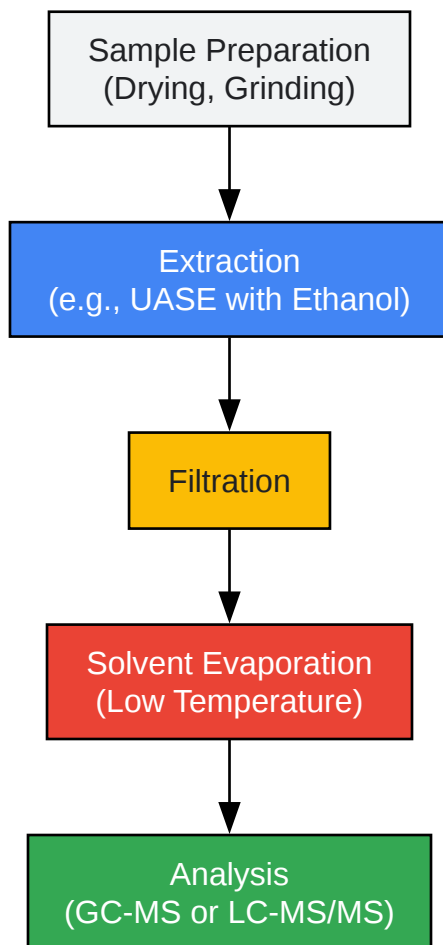 Sample Preparation
(Drying, Grinding)
Extraction
(e.g., UASE with Ethanol)
Filtration
Solvent Evaporation
(Low Temperature)
Analysis
(GC-MS or LC-MS/MS)